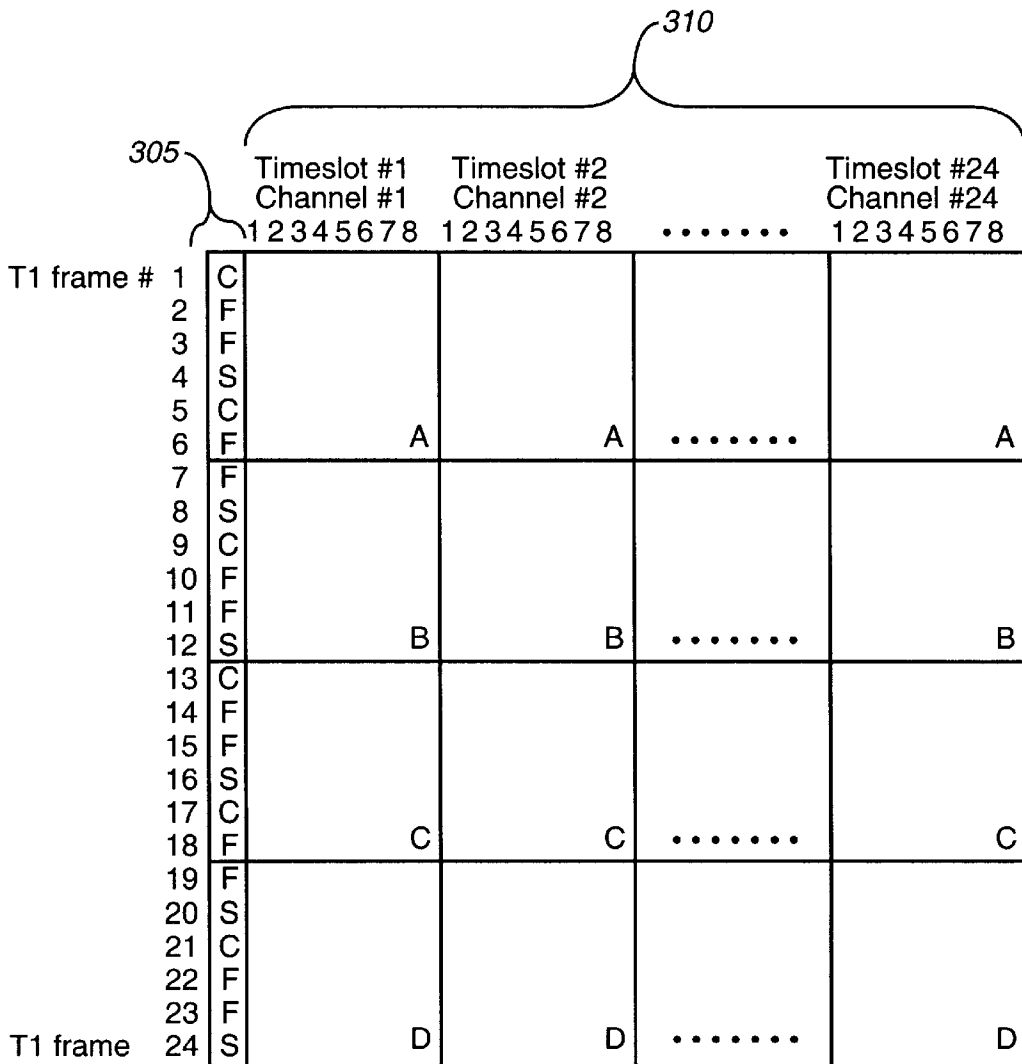 310
305
Timeslot #1 Timeslot #2 Timeslot #24
Channel #1 Channel #2 Channel #24
12345678 12345678 ....... 12345678
T1 frame # 1 C
2 F
3 F
4 S
5 C
6 F A A ....... A
7 F
8 S
9 C
10 F
11 F
12 S B B ....... B
13 C
14 F
15 F
16 S
17 C
18 F C C ....... C
19 F
20 S
21 C
22 F
23 F
T1 frame 24 S D D ....... D